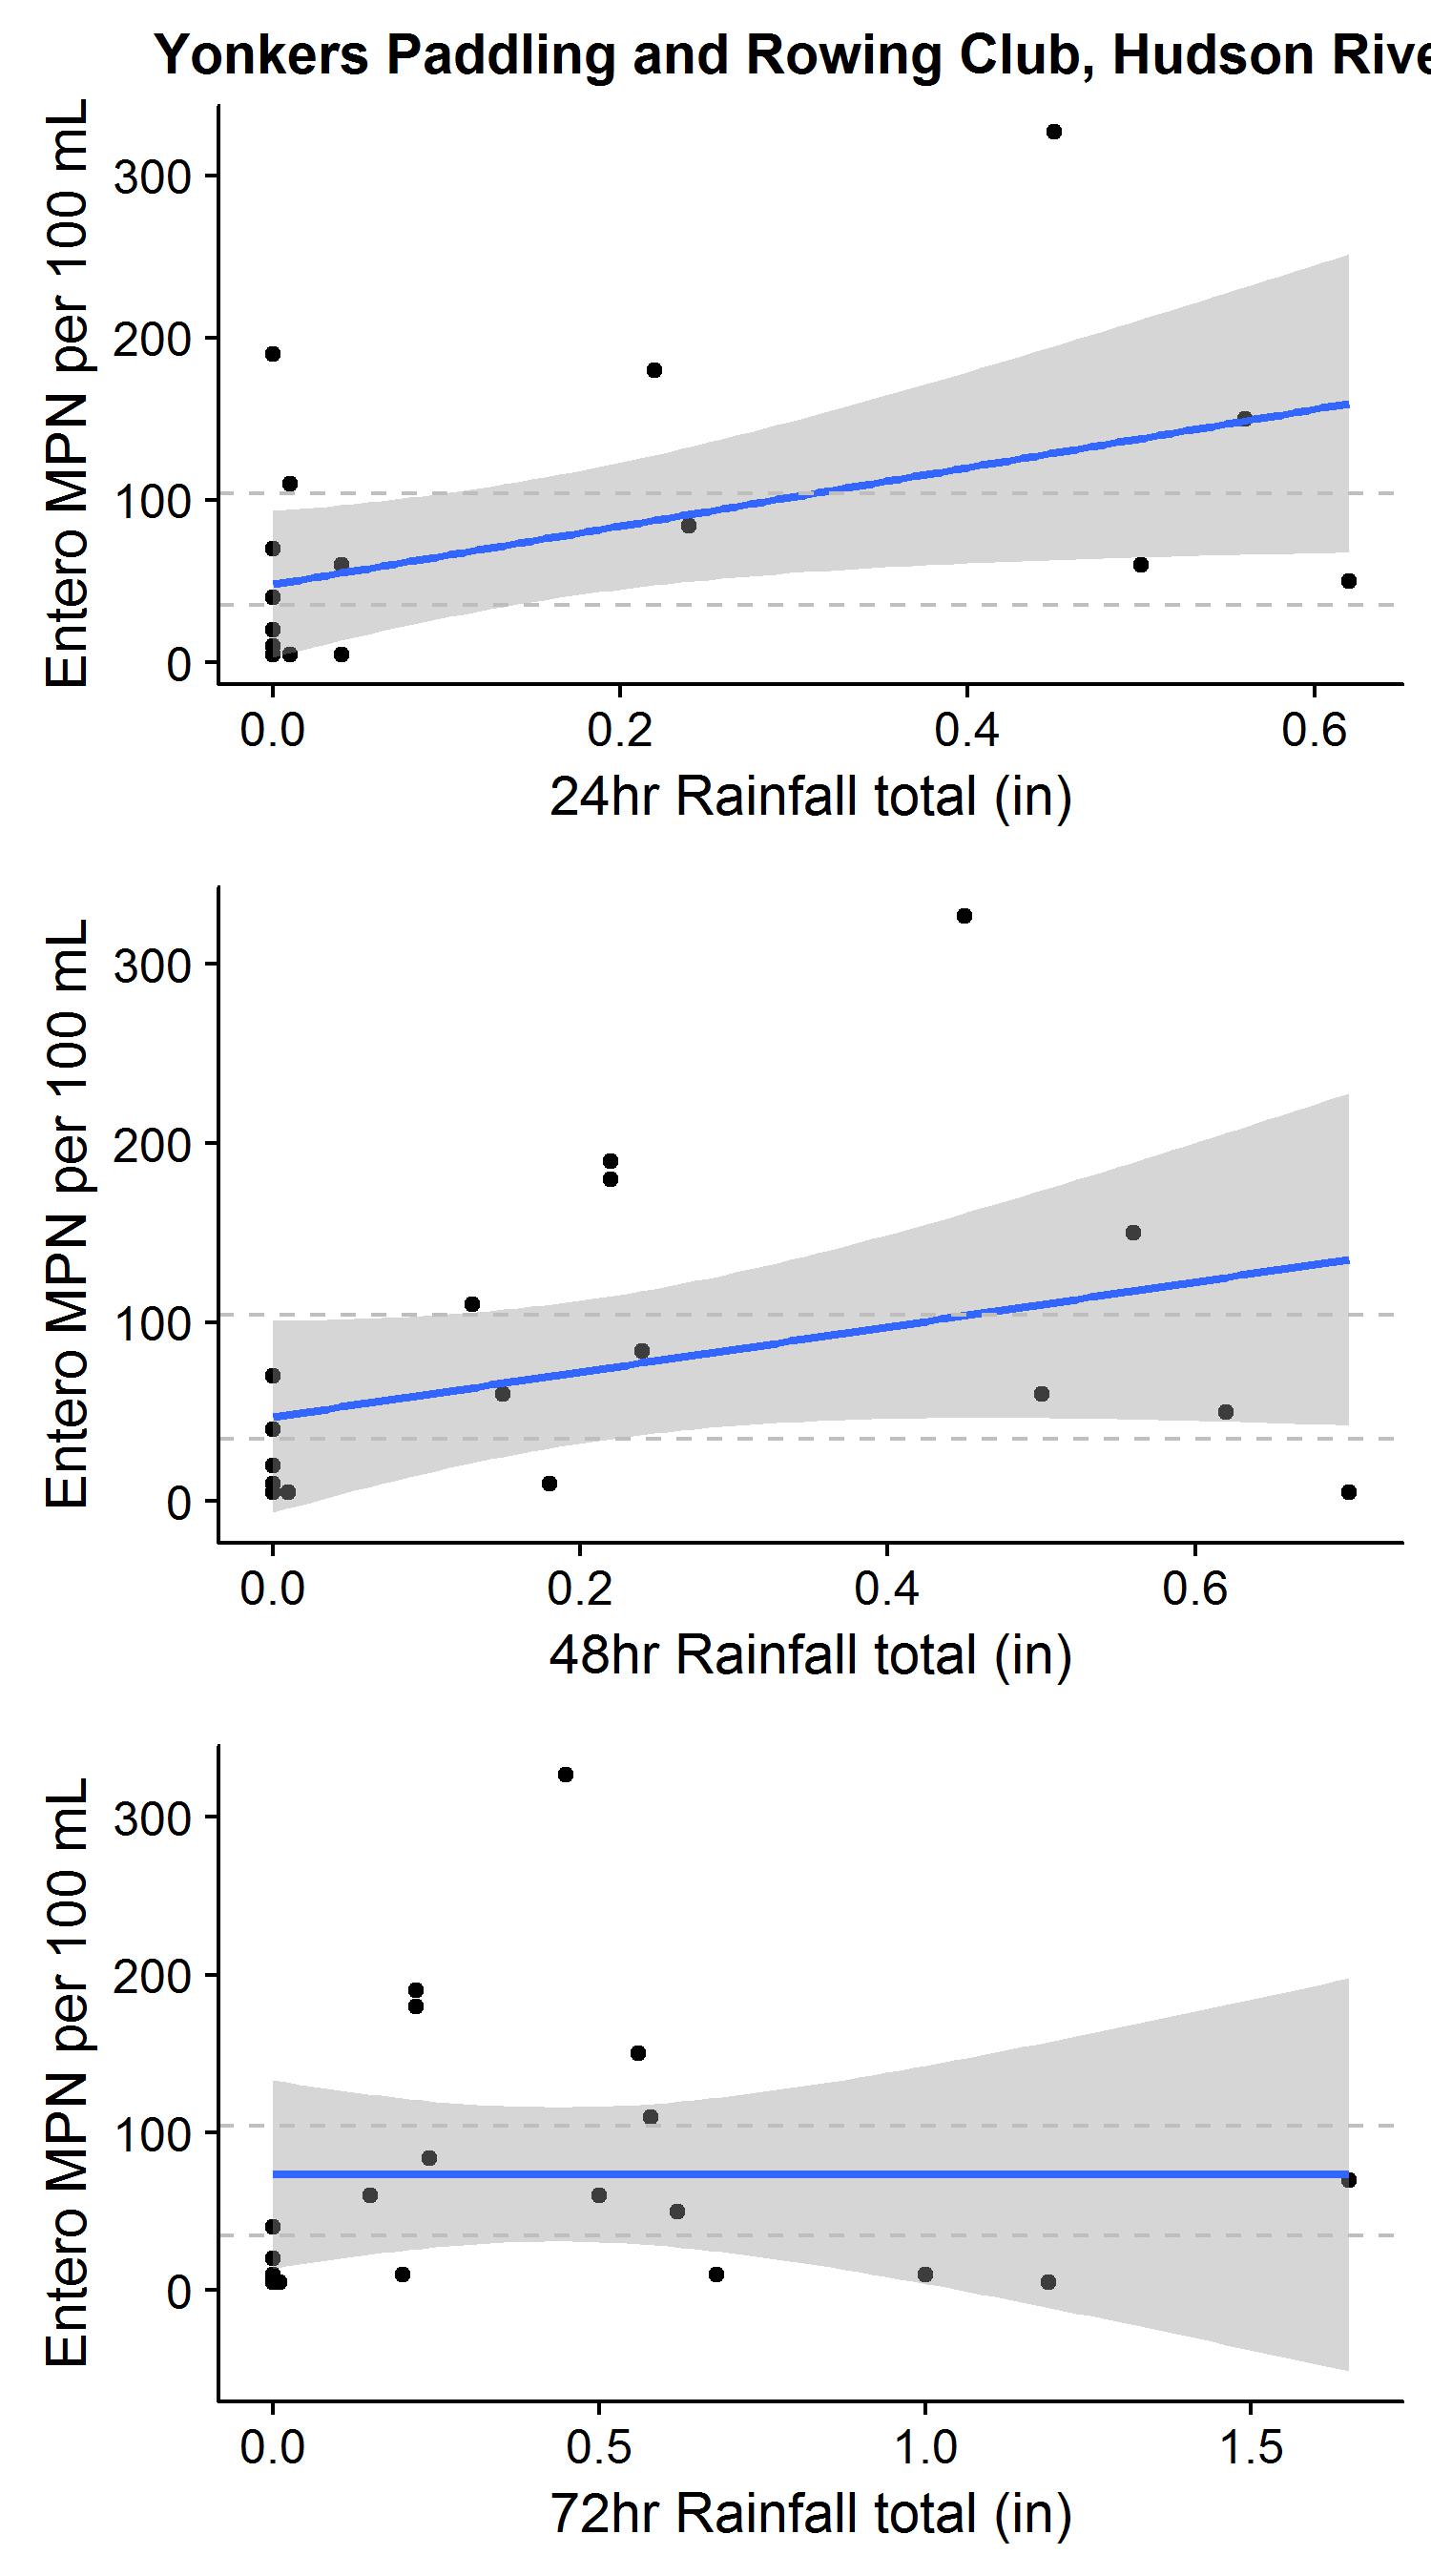 Yonkers Paddling and Rowing Club, Hudson Rive
Entero MPN per 100 mL
300
200
100
0
0.0 0.2 0.4 0.6
24hr Rainfall total (in)
Entero MPN per 100 mL
300
200
100
0
0.0 0.2 0.4 0.6
48hr Rainfall total (in)
Entero MPN per 100 mL
300
200
100
0
0.0 0.5 1.0 1.5
72hr Rainfall total (in)